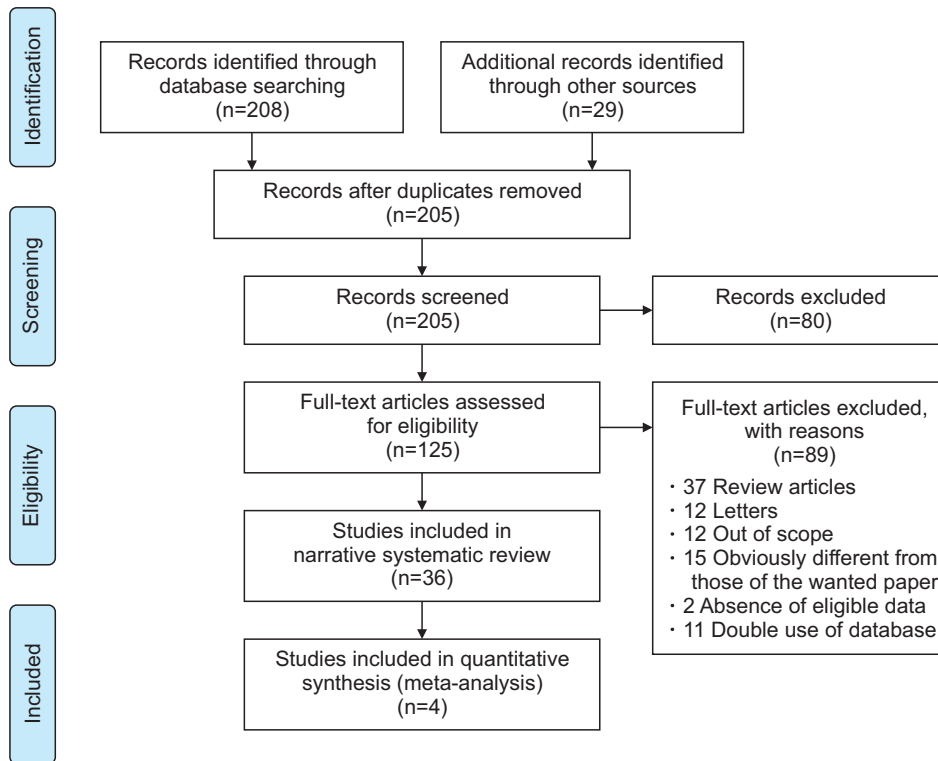 Identification
Records identified through
database searching
(n=208)
Additional records identified
through other sources
(n=29)
Records after duplicates removed
(n=205)
Screening
Records screened
(n=205)
Records excluded
(n=80)
Eligibility
Full-text articles assessed
for eligibility
(n=125)
Full-text articles excluded,
with reasons
(n=89)
· 37 Review articles
· 12 Letters
· 12 Out of scope
· 15 Obviously different from
those of the wanted paper
· 2 Absence of eligible data
· 11 Double use of database
Studies included in
narrative systematic review
(n=36)
Included
Studies included in quantitative
synthesis (meta-analysis)
(n=4)